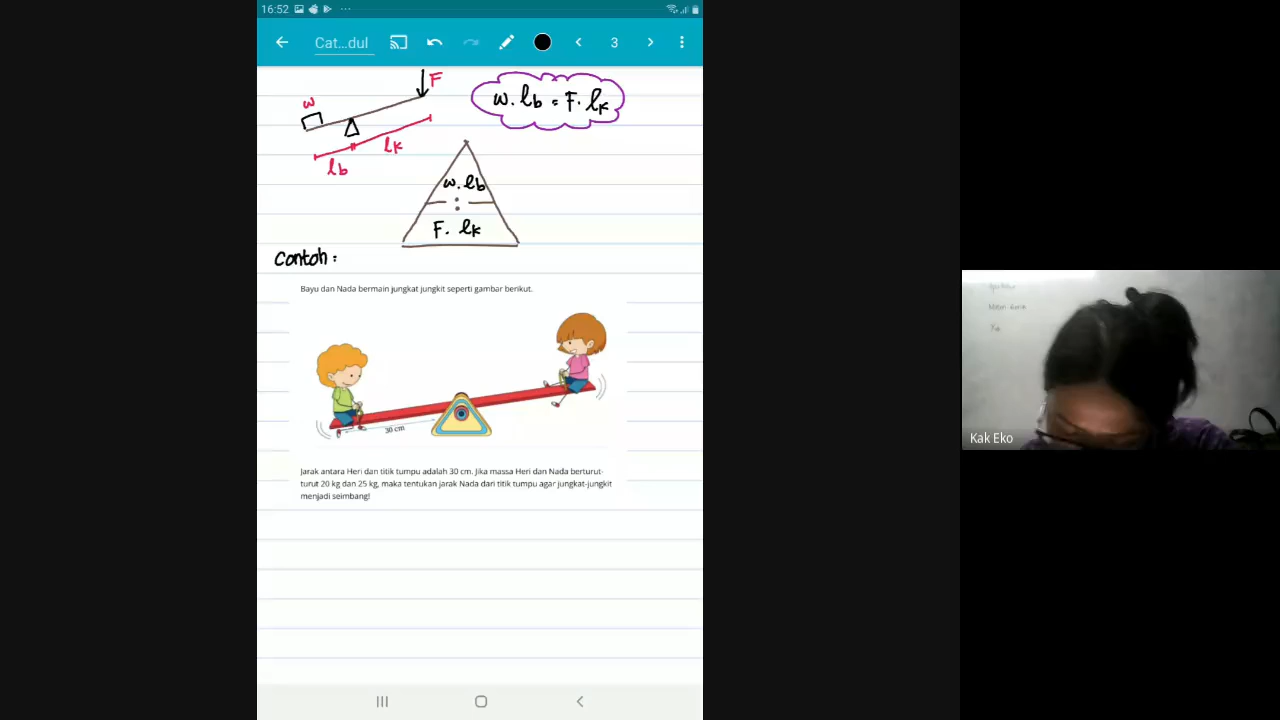 16:52
Cat...dul
3
w
F
w. lb = F. lk
lb
lk
w. lb
:
F. lk
Contoh :
Bayu dan Nada bermain jungkat jungkit seperti gambar berikut.
30 cm
Jarak antara Heri dan titik tumpu adalah 30 cm. Jika massa Heri dan Nada berturut-
turut 20 kg dan 25 kg, maka tentukan jarak Nada dari titik tumpu agar jungkat-jungkit
menjadi seimbang!
Kak Eko